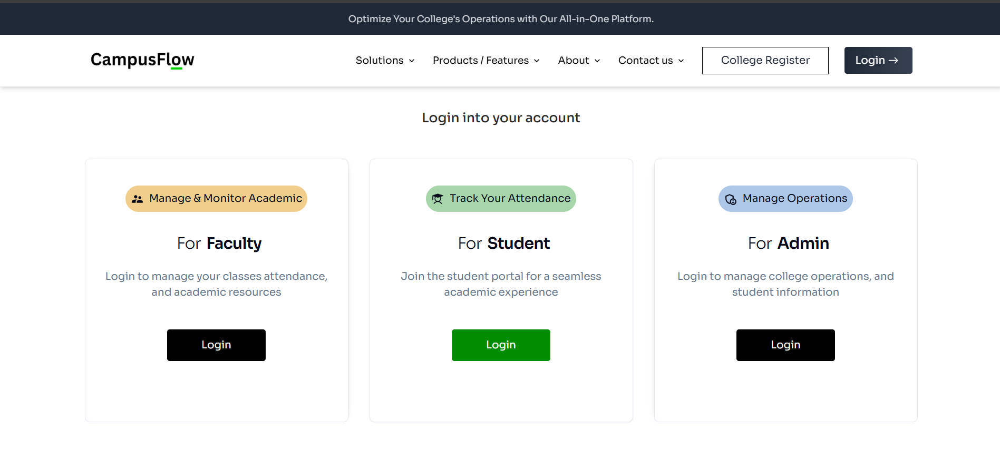 Optimize Your College's Operations with Our All-in-One Platform.
CampusFlow
Solutions
Products / Features
About
Contact us
College Register
Login →
Login into your account
Manage & Monitor Academic
For Faculty
Login to manage your classes attendance,
and academic resources
Login
Track Your Attendance
For Student
Join the student portal for a seamless
academic experience
Login
Manage Operations
For Admin
Login to manage college operations, and
student information
Login